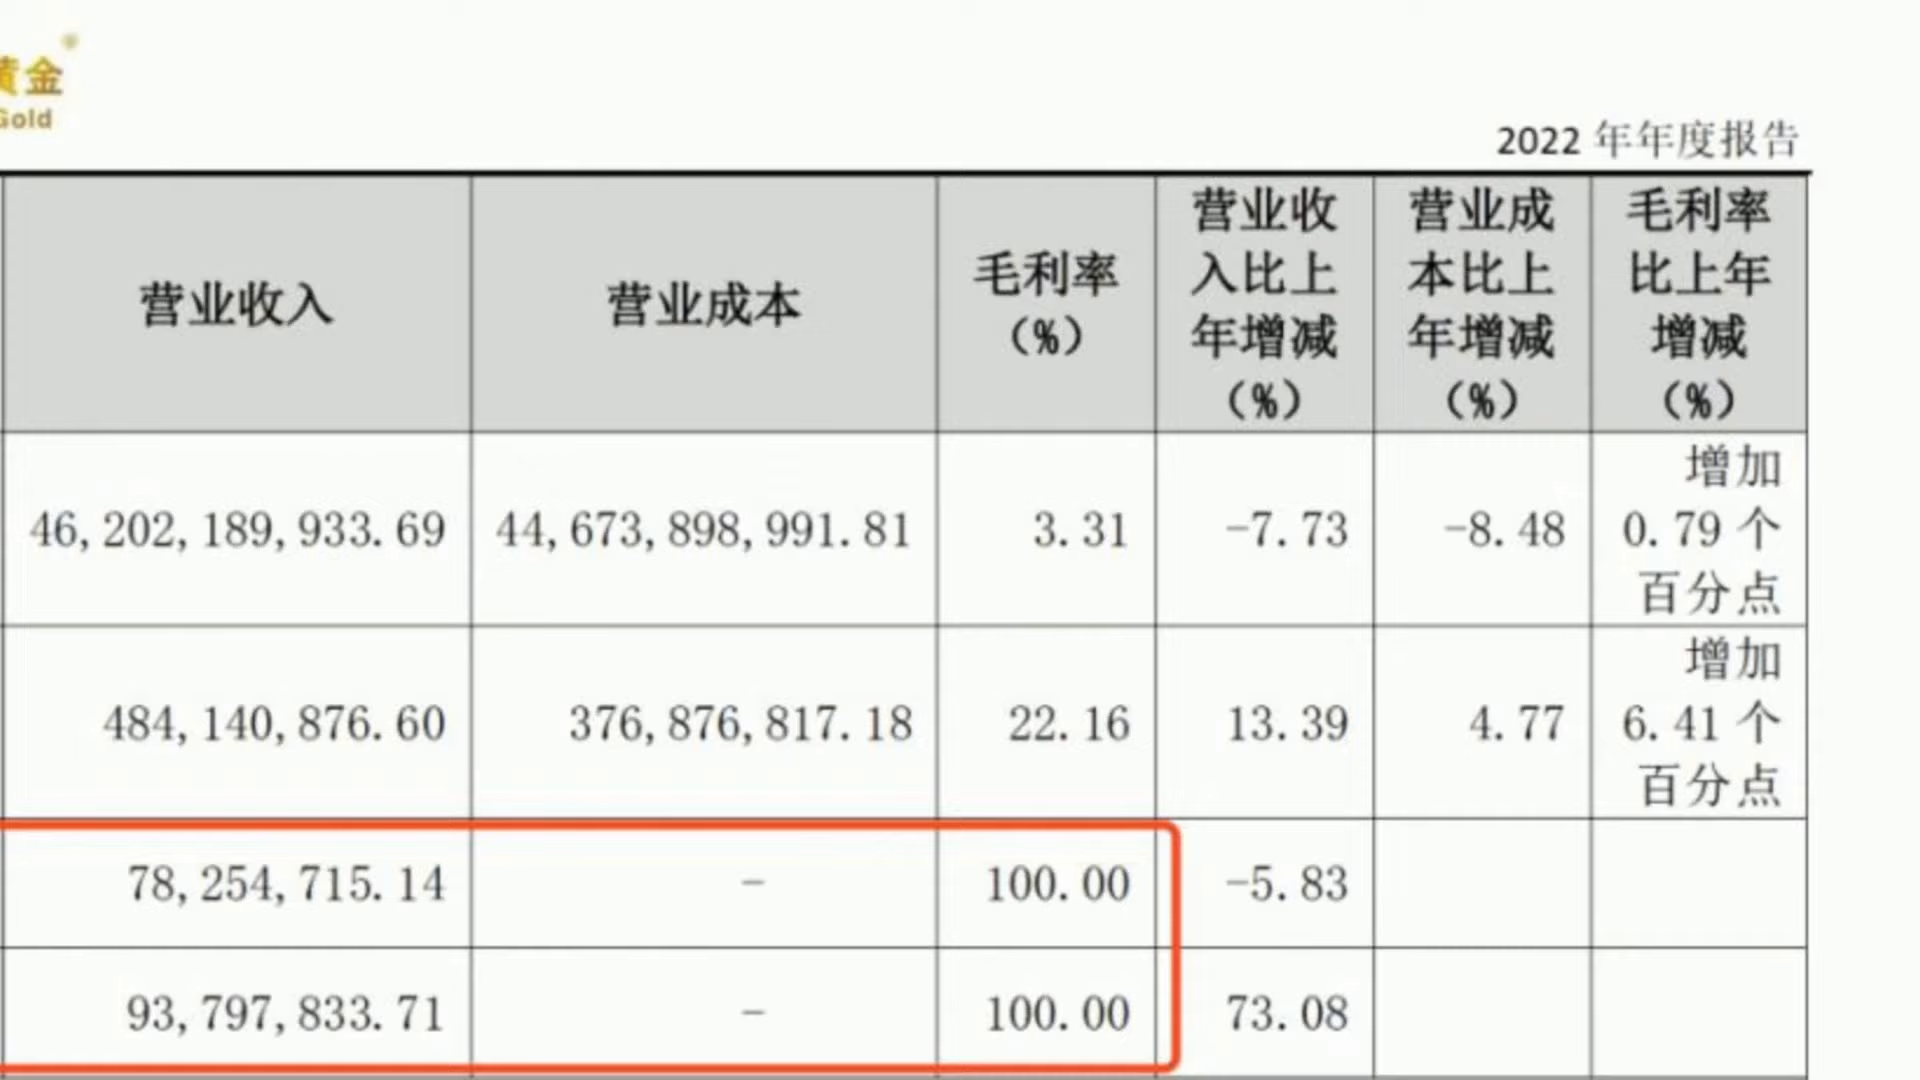 黄金
Gold
2022 年年度报告
营业收入 营业成本 毛利率（%） 营业收入比上年增减（%） 营业成本比上年增减（%） 毛利率比上年增减（%）
46,202,189,933.69 44,673,898,991.81 3.31 -7.73 -8.48 增加 0.79 个百分点
484,140,876.60 376,876,817.18 22.16 13.39 4.77 增加 6.41 个百分点
78,254,715.14 - 100.00 -5.83
93,797,833.71 - 100.00 73.08